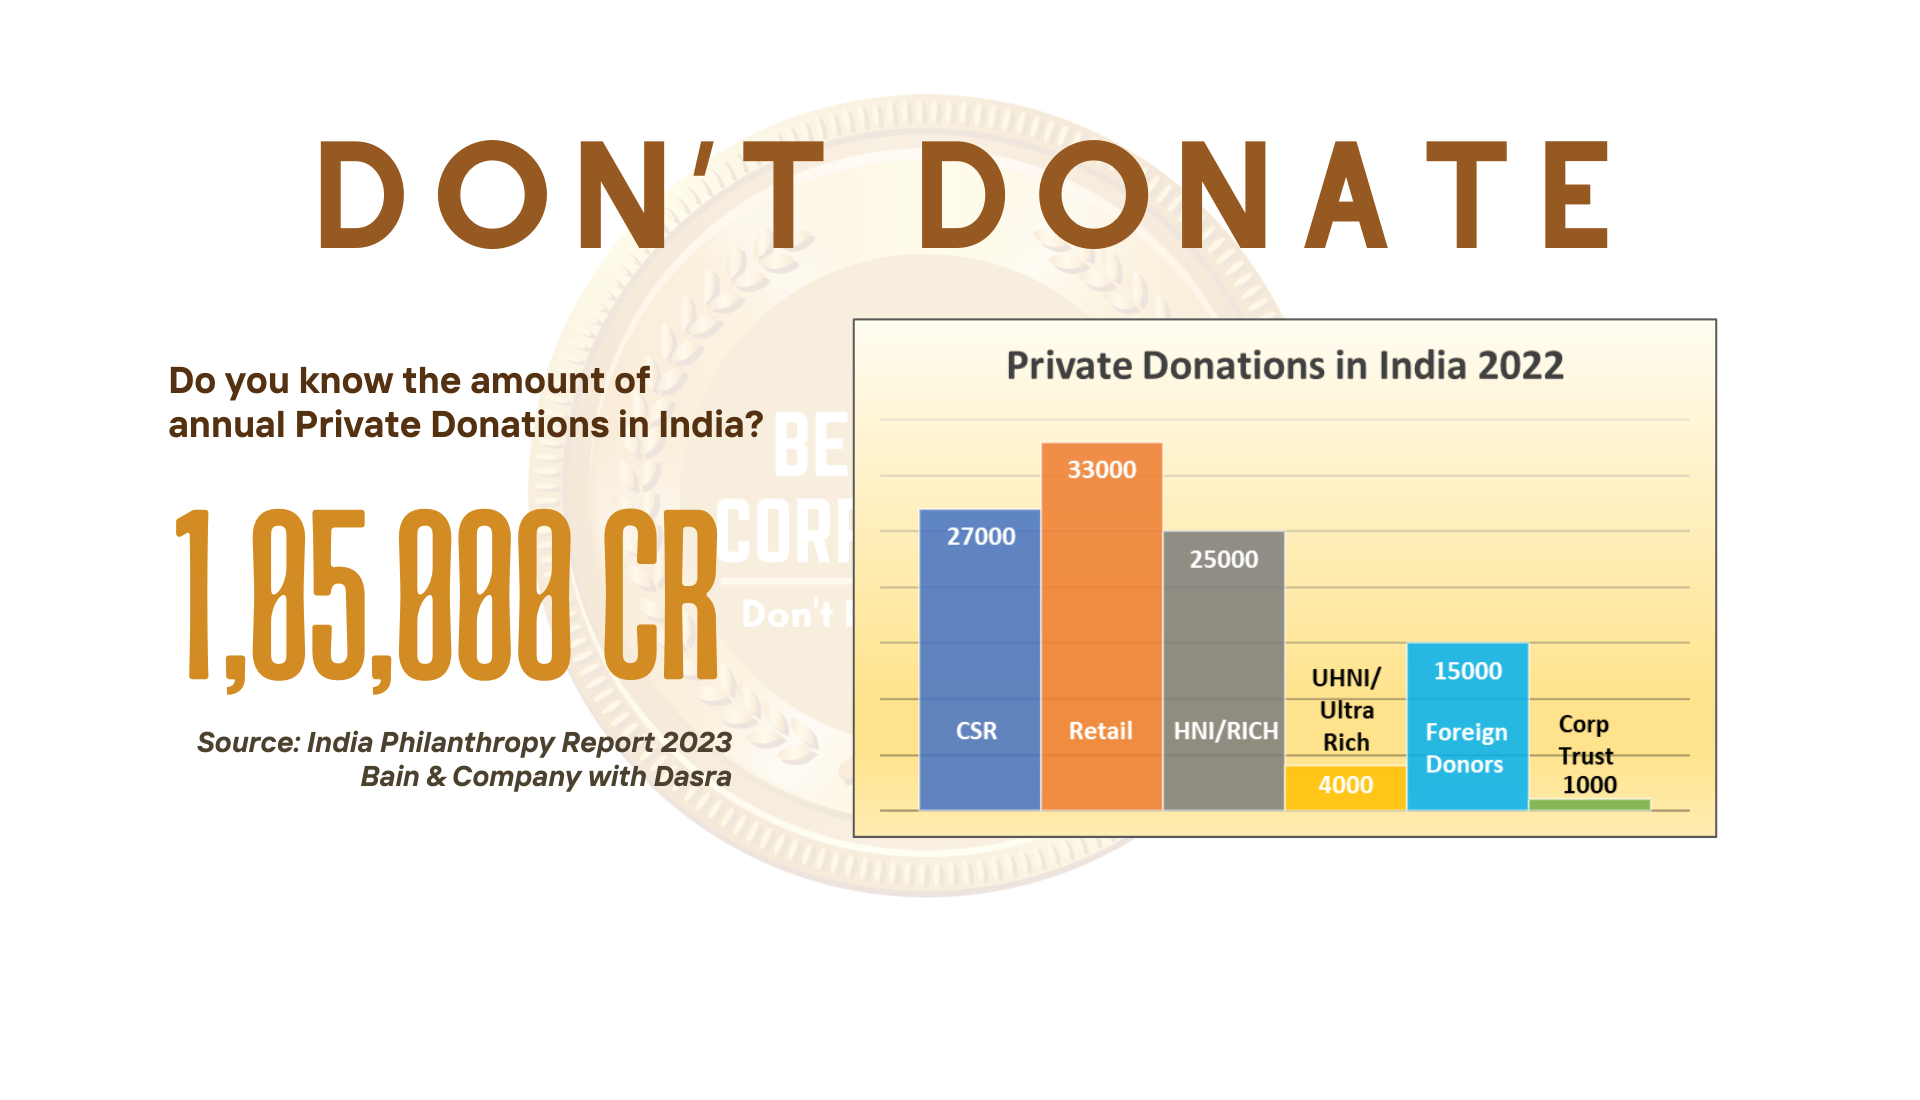 DON'T DONATE
Do you know the amount of
annual Private Donations in India?
1,05,000 CR
Source: India Philanthropy Report 2023
Bain & Company with Dasra
BE
COR
Don't
Private Donations in India 2022
33000
27000
25000
UHNI/
Ultra
Rich
15000
CSR
Retail
HNI/RICH
Foreign
Donors
Corp
Trust
4000
1000